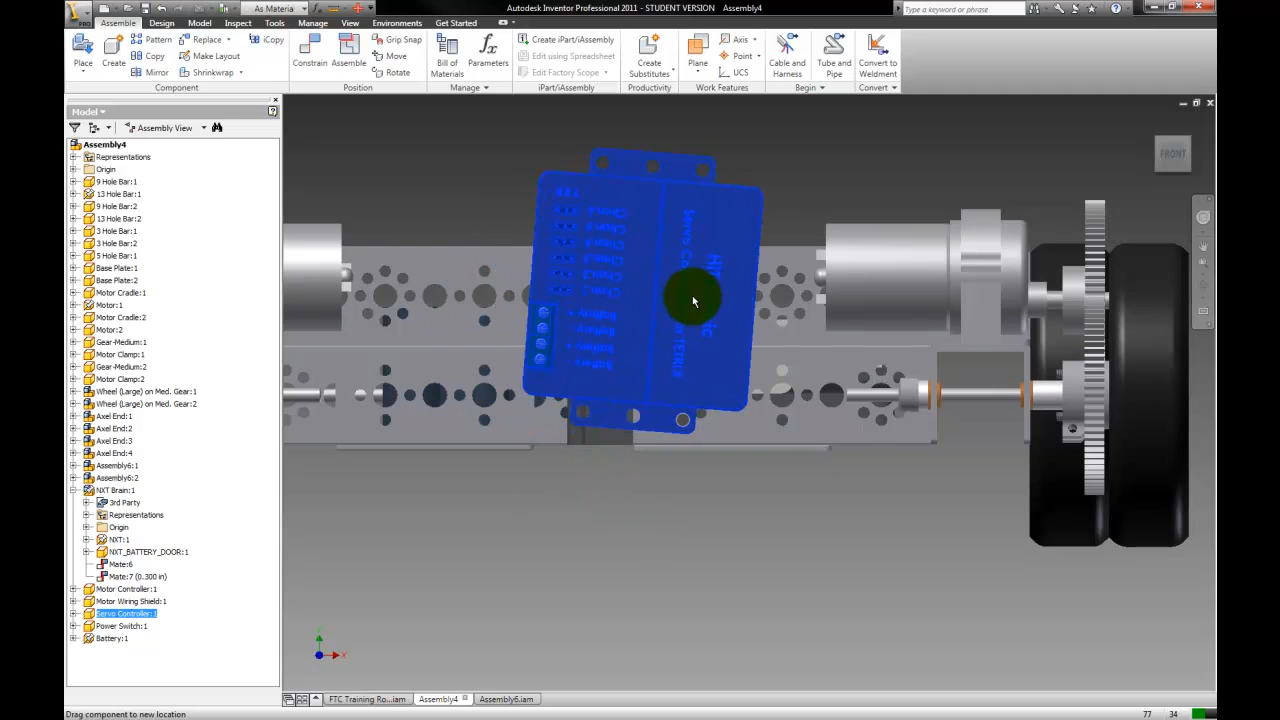 As Material
Autodesk Inventor Professional 2011 - STUDENT VERSION Assembly4
Type a keyword or phrase
PRO
Assemble Design Model Inspect Tools Manage View Environments Get Started
Place
Create
Pattern
Copy
Mirror
Replace
Make Layout
Shrinkwrap
iCopy
Component
Constrain
Assemble
Grip Snap
Move
Rotate
Position
Bill of Materials
Parameters
Manage
Create iPart/iAssembly
Edit using Spreadsheet
Edit Factory Scope
iPart/iAssembly
Create Substitutes
Productivity
Plane
Axis
Point
UCS
Work Features
Cable and Harness
Tube and Pipe
Begin
Convert to Weldment
Convert
Model
Assembly View
Assembly4
Representations
Origin
9 Hole Bar:1
13 Hole Bar:1
9 Hole Bar:2
13 Hole Bar:2
3 Hole Bar:1
3 Hole Bar:2
5 Hole Bar:1
Base Plate:1
Base Plate:2
Motor Cradle:1
Motor:1
Motor Cradle:2
Motor:2
Gear-Medium:1
Motor Clamp:1
Gear-Medium:2
Motor Clamp:2
Wheel (Large) on Med. Gear:1
Wheel (Large) on Med. Gear:2
Axel End:1
Axel End:2
Axel End:3
Axel End:4
Assembly6:1
Assembly6:2
NXT Brain:1
3rd Party
Representations
Origin
NXT:1
NXT_BATTERY_DOOR:1
Mate:6
Mate:7 (0.300 in)
Motor Controller:1
Motor Wiring Shield:1
Servo Controller:1
Power Switch:1
Battery:1
FRONT
X
FTC Training Ro...iam Assembly4 Assembly6.iam
Drag component to new location
77 34